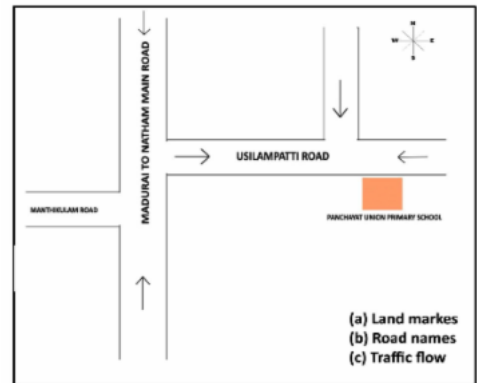 N
W E
S
MADURAI TO NATHAM MAIN ROAD
USILAMPATTI ROAD
MANTHIKULAM ROAD
PANCHAYAT UNION PRIMARY SCHOOL
(a) Land markes
(b) Road names
(c) Traffic flow